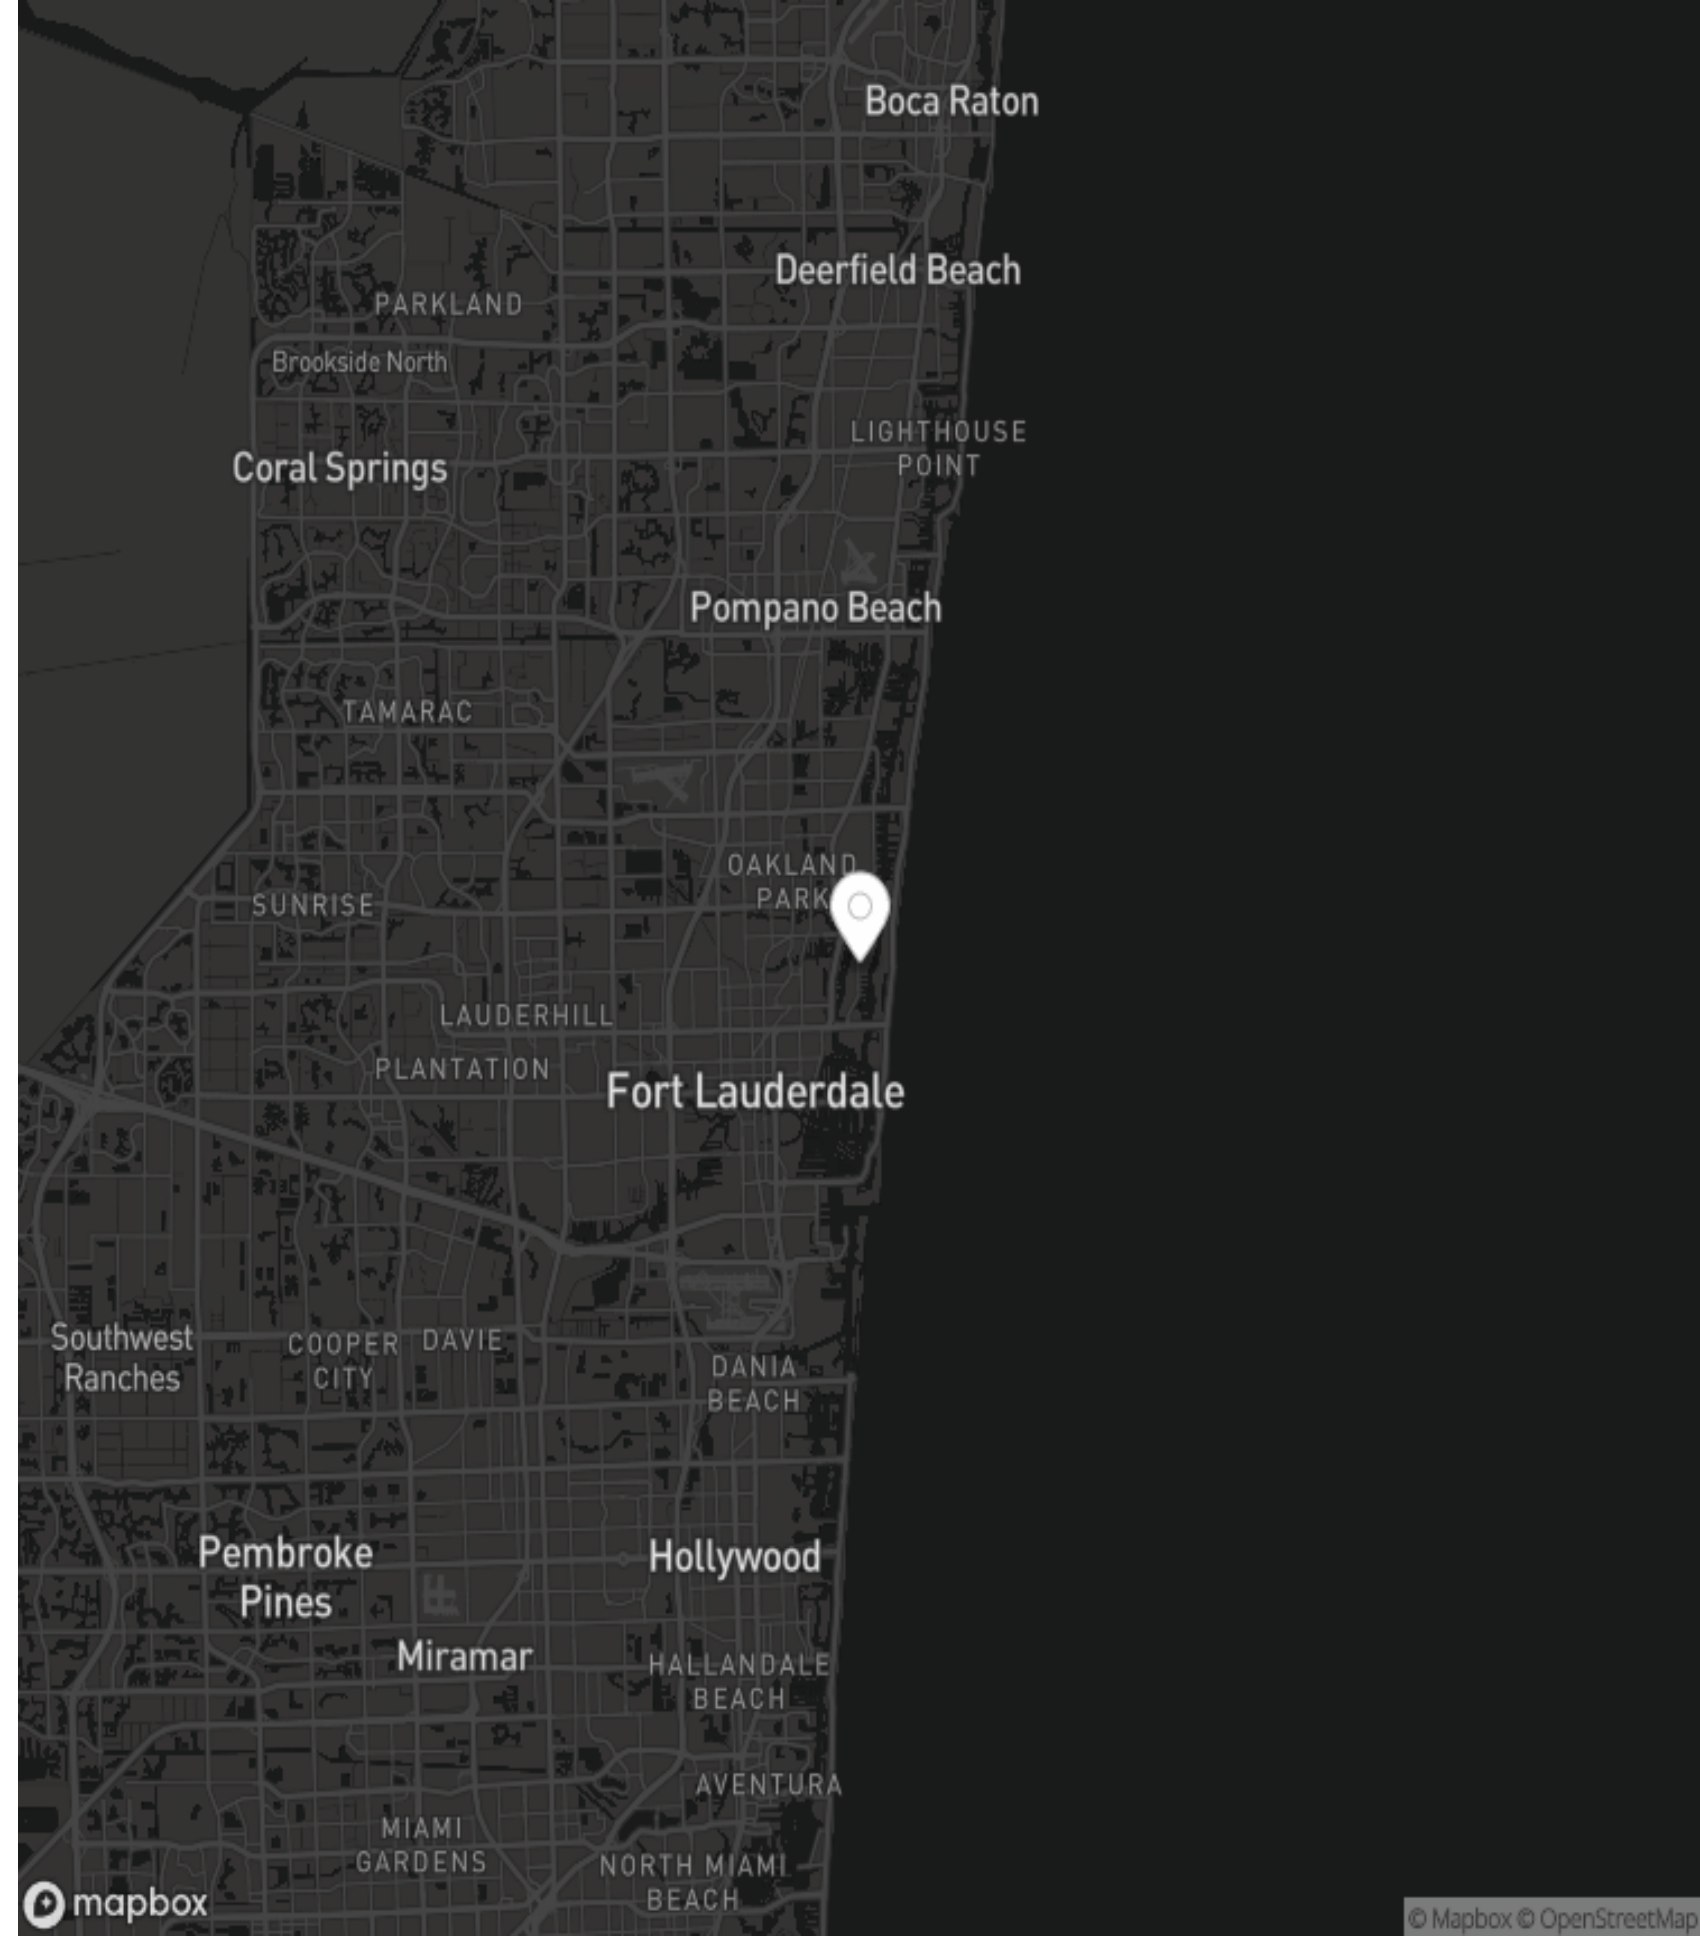 Boca Raton
Deerfield Beach
PARKLAND
Brookside North
LIGHTHOUSE
POINT
Coral Springs
Pompano Beach
TAMARAC
OAKLAND
PARK
SUNRISE
LAUDERHILL
PLANTATION
Fort Lauderdale
Southwest
Ranches
COOPER
CITY
DAVIE
DANIA
BEACH
Pembroke
Pines
Hollywood
Miramar
HALLANDALE
BEACH
AVENTURA
MIAMI
GARDENS
NORTH MIAMI
BEACH
mapbox
© Mapbox © OpenStreetMap